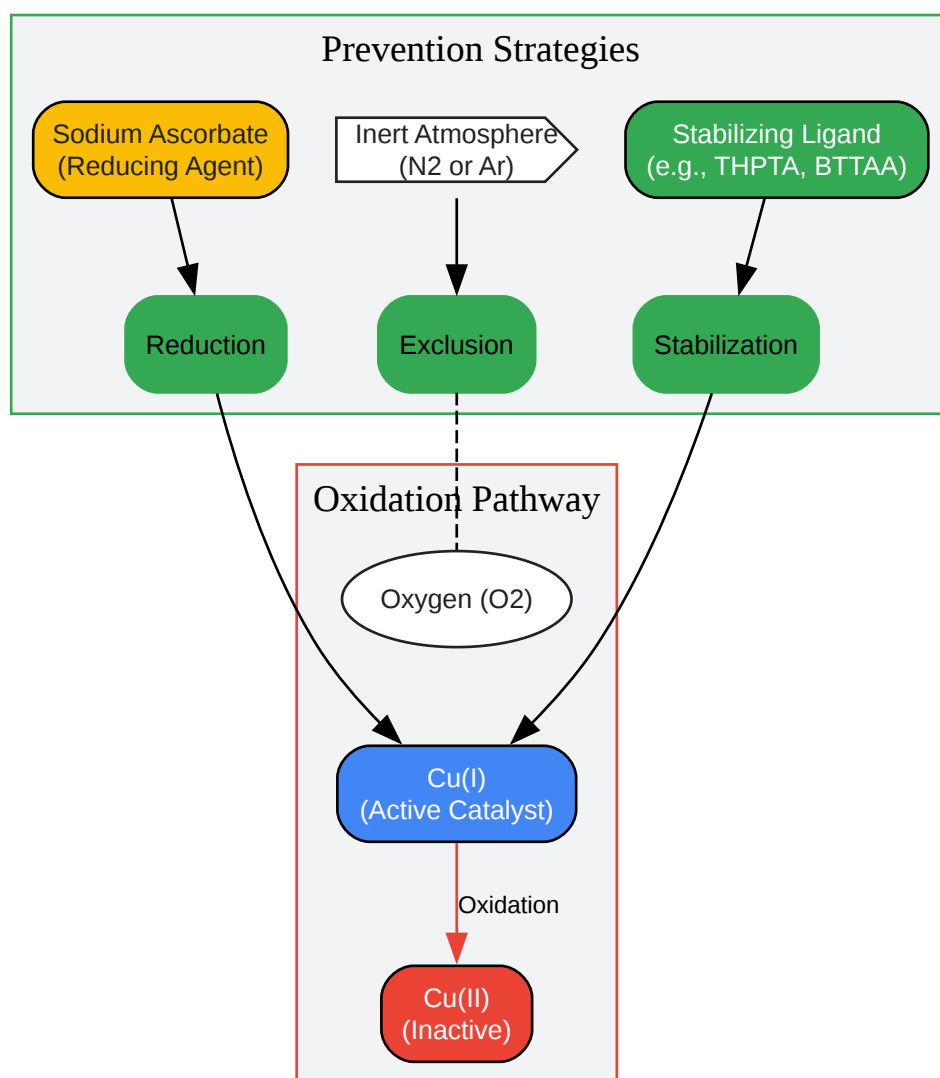 Prevention Strategies
Sodium Ascorbate
(Reducing Agent)
Inert Atmosphere
(N2 or Ar)
Stabilizing Ligand
(e.g., THPTA, BTTAA)
Reduction
Exclusion
Stabilization
Oxidation Pathway
Oxygen (O2)
Cu(I)
(Active Catalyst)
Oxidation
Cu(II)
(Inactive)